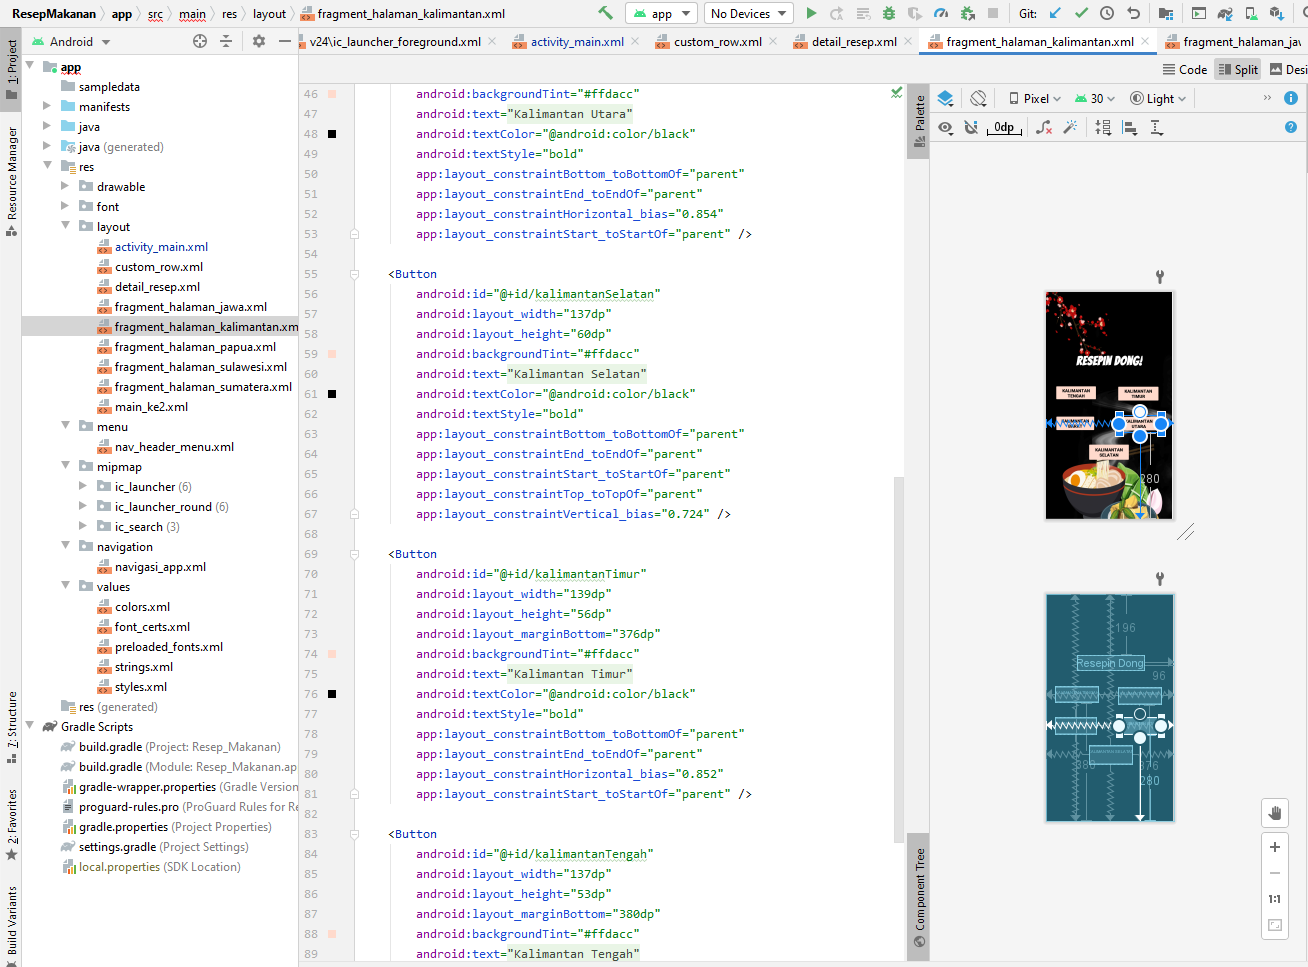 ResepMakanan app src main res layout fragment_halaman_kalimantan.xml app No Devices Git:
Android v24\ic_launcher_foreground.xml activity_main.xml custom_row.xml detail_resep.xml fragment_halaman_kalimantan.xml fragment_halaman_jav
Code Split Desi
1: Project
Resource Manager
7: Structure
2: Favorites
Build Variants
app
sampledata
manifests
java
java (generated)
res
drawable
font
layout
activity_main.xml
custom_row.xml
detail_resep.xml
fragment_halaman_jawa.xml
fragment_halaman_kalimantan.xm
fragment_halaman_papua.xml
fragment_halaman_sulawesi.xml
fragment_halaman_sumatera.xml
main_ke2.xml
menu
nav_header_menu.xml
mipmap
ic_launcher (6)
ic_launcher_round (6)
ic_search (3)
navigation
navigasi_app.xml
values
colors.xml
font_certs.xml
preloaded_fonts.xml
strings.xml
styles.xml
res (generated)
Gradle Scripts
build.gradle (Project: Resep_Makanan)
build.gradle (Module: Resep_Makanan.ap
gradle-wrapper.properties (Gradle Version
proguard-rules.pro (ProGuard Rules for Re
gradle.properties (Project Properties)
settings.gradle (Project Settings)
local.properties (SDK Location)
46 android:backgroundTint="#ffdacc"
47 android:text="Kalimantan Utara"
48 android:textColor="@android:color/black"
49 android:textStyle="bold"
50 app:layout_constraintBottom_toBottomOf="parent"
51 app:layout_constraintEnd_toEndOf="parent"
52 app:layout_constraintHorizontal_bias="0.854"
53 app:layout_constraintStart_toStartOf="parent" />
54
55 <Button
56 android:id="@+id/kalimantanSelatan"
57 android:layout_width="137dp"
58 android:layout_height="60dp"
59 android:backgroundTint="#ffdacc"
60 android:text="Kalimantan Selatan"
61 android:textColor="@android:color/black"
62 android:textStyle="bold"
63 app:layout_constraintBottom_toBottomOf="parent"
64 app:layout_constraintEnd_toEndOf="parent"
65 app:layout_constraintStart_toStartOf="parent"
66 app:layout_constraintTop_toTopOf="parent"
67 app:layout_constraintVertical_bias="0.724" />
68
69 <Button
70 android:id="@+id/kalimantanTimur"
71 android:layout_width="139dp"
72 android:layout_height="56dp"
73 android:layout_marginBottom="376dp"
74 android:backgroundTint="#ffdacc"
75 android:text="Kalimantan Timur"
76 android:textColor="@android:color/black"
77 android:textStyle="bold"
78 app:layout_constraintBottom_toBottomOf="parent"
79 app:layout_constraintEnd_toEndOf="parent"
80 app:layout_constraintHorizontal_bias="0.852"
81 app:layout_constraintStart_toStartOf="parent" />
82
83 <Button
84 android:id="@+id/kalimantanTengah"
85 android:layout_width="137dp"
86 android:layout_height="53dp"
87 android:layout_marginBottom="380dp"
88 android:backgroundTint="#ffdacc"
89 android:text="Kalimantan Tengah"
Palette
Component Tree
Pixel 30 Light
0dp
RESEPIN DONG!
KALIMANTAN TENGAH
KALIMANTAN TIMUR
KALIMANTAN
UTARA
KALIMANTAN SELATAN
280
196
Resepin Dong
96
380
376
280
1:1